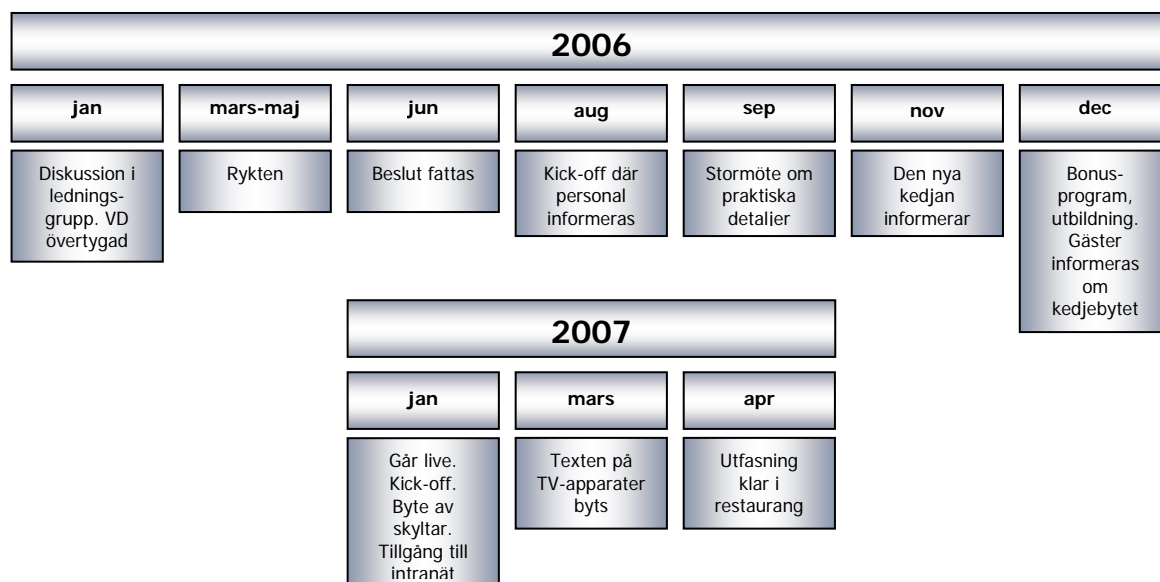 2006
jan
mars-maj
jun
aug
sep
nov
dec
Diskussion i
lednings-
grupp. VD
övertygad
Rykten
Beslut fattas
Kick-off där
personal
informeras
Stormöte om
praktiska
detaljer
Den nya
kedjan
informerar
Bonus-
program,
utbildning.
Gäster
informeras
om
kedjebytet
2007
jan
mars
apr
Går live.
Kick-off.
Byte av
skyltar.
Tillgång till
intranät
Texten på
TV-apparater
byts
Utfasning
klar i
restaurang